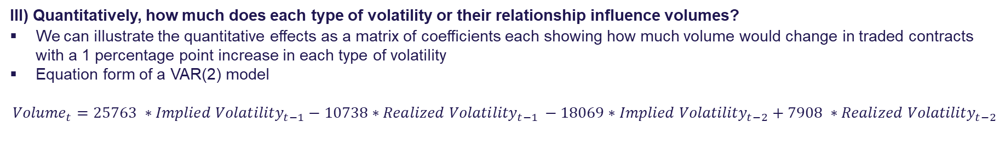 III) Quantitatively, how much does each type of volatility or their relationship influence volumes?
▪ We can illustrate the quantitative effects as a matrix of coefficients each showing how much volume would change in traded contracts
with a 1 percentage point increase in each type of volatility
▪ Equation form of a VAR(2) model
Volume_t = 25763 * Implied Volatility_{t−1} − 10738 * Realized Volatility_{t−1} − 18069 * Implied Volatility_{t−2} + 7908 * Realized Volatility_{t−2}